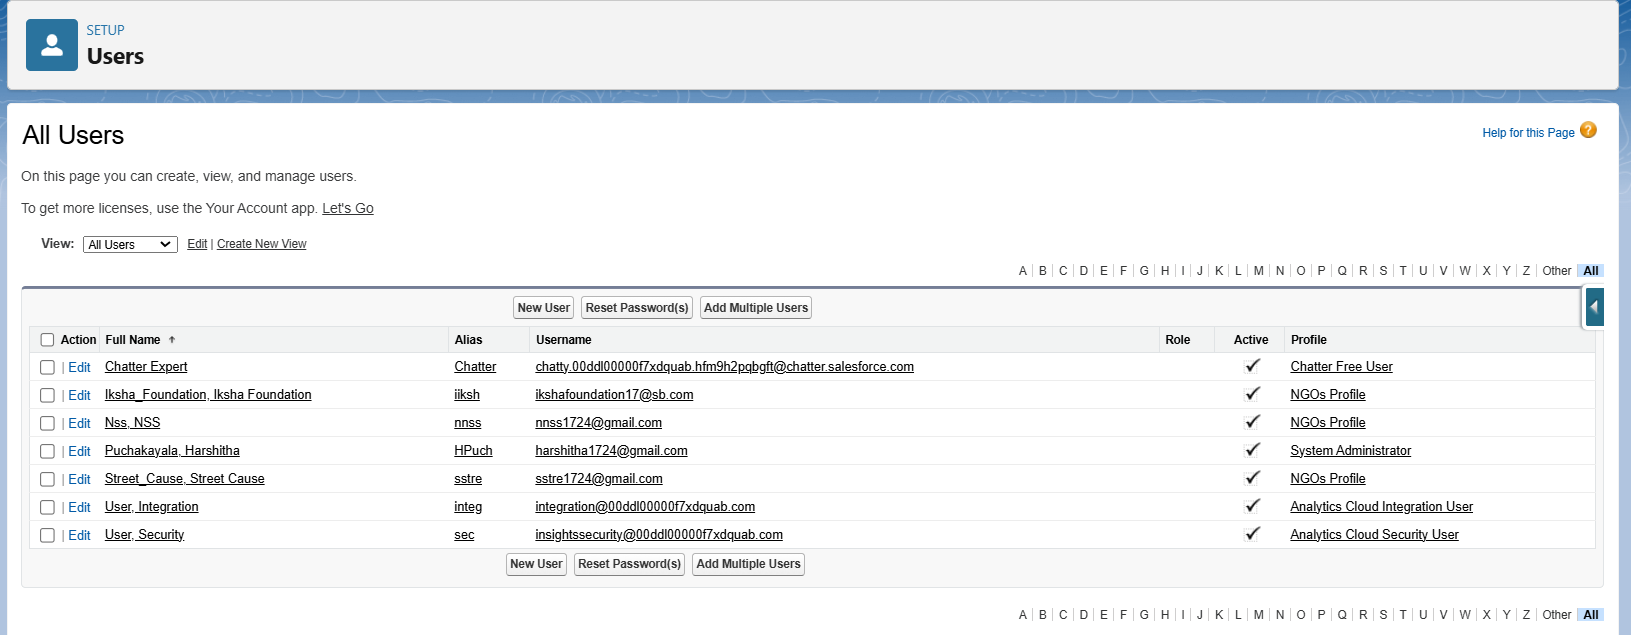 SETUP
Users
All Users
Help for this Page ?
On this page you can create, view, and manage users.
To get more licenses, use the Your Account app. Let's Go
View: All Users Edit | Create New View
A B C D E F G H I J K L M N O P Q R S T U V W X Y Z Other All
New User Reset Password(s) Add Multiple Users
Action Full Name ↑ Alias Username Role Active Profile
| Edit Chatter Expert Chatter chatty.00ddl00000f7xdquab.hfm9h2pqbgft@chatter.salesforce.com ✓ Chatter Free User
| Edit Iksha_Foundation, Iksha Foundation iiksh ikshafoundation17@sb.com ✓ NGOs Profile
| Edit Nss, NSS nnss nnss1724@gmail.com ✓ NGOs Profile
| Edit Puchakayala, Harshitha HPuch harshitha1724@gmail.com ✓ System Administrator
| Edit Street_Cause, Street Cause sstre sstre1724@gmail.com ✓ NGOs Profile
| Edit User, Integration integ integration@00ddl00000f7xdquab.com ✓ Analytics Cloud Integration User
| Edit User, Security sec insightssecurity@00ddl00000f7xdquab.com ✓ Analytics Cloud Security User
New User Reset Password(s) Add Multiple Users
A B C D E F G H I J K L M N O P Q R S T U V W X Y Z Other All